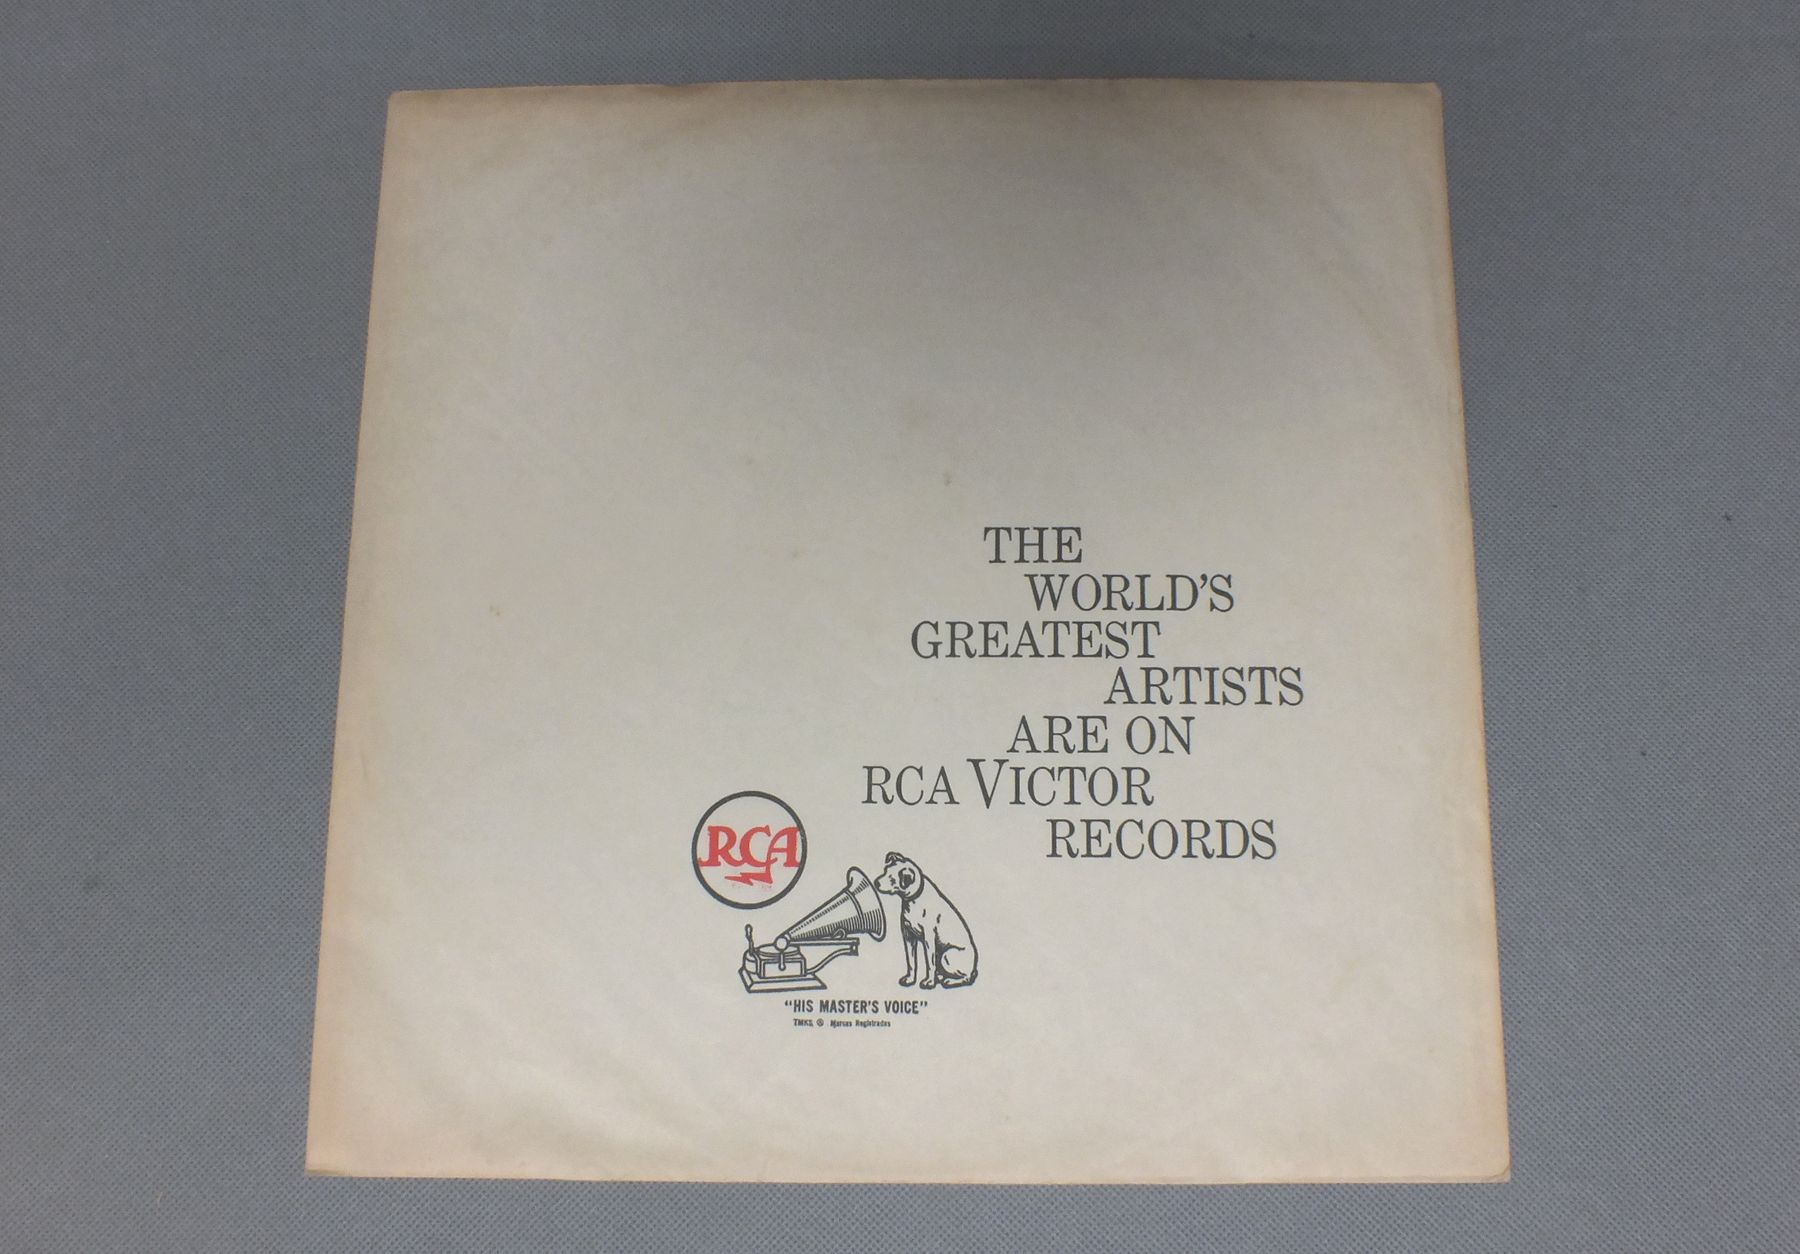 THE
WORLD'S
GREATEST
ARTISTS
ARE ON
RCA VICTOR
RECORDS
RCA
"HIS MASTER'S VOICE"
TMKS. ® Marcas Registradas